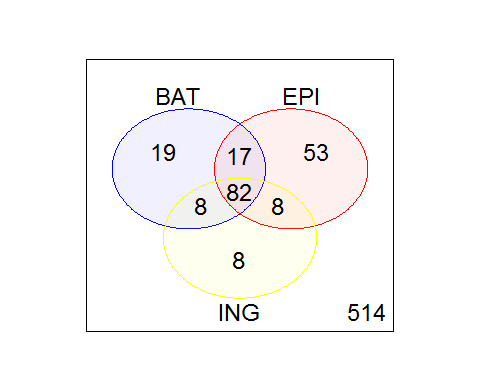 BAT EPI
19 17 53
82
8 8
8
ING 514